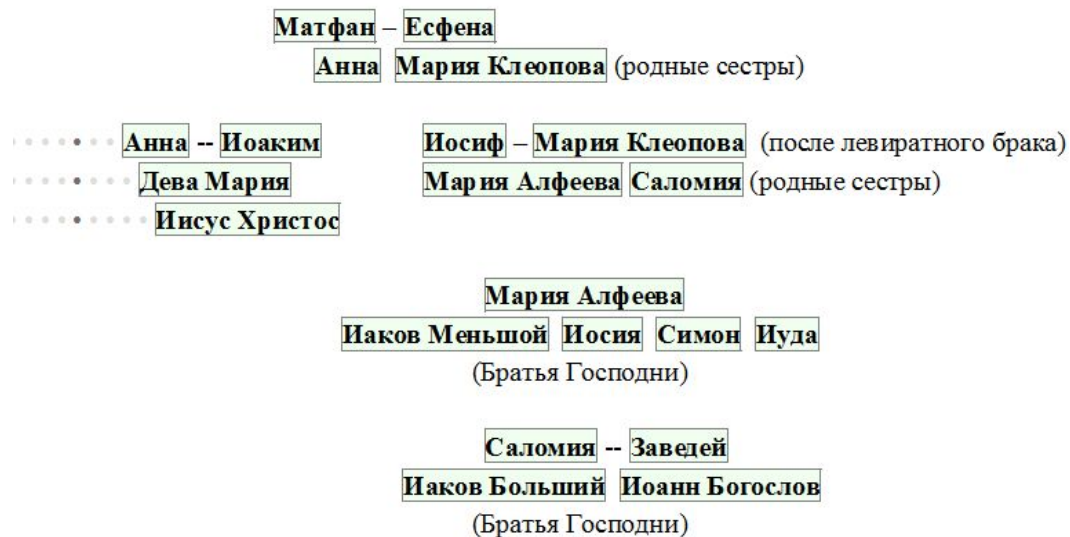 Матфан – Есфена
Анна Мария Клеопова (родные сестры)
Анна -- Иоаким Иосиф – Мария Клеопова (после левиратного брака)
Дева Мария Мария Алфеева Саломия (родные сестры)
Иисус Христос
Мария Алфеева
Иаков Меньшой Иосия Симон Иуда
(Братья Господни)
Саломия -- Заведей
Иаков Больший Иоанн Богослов
(Братья Господни)